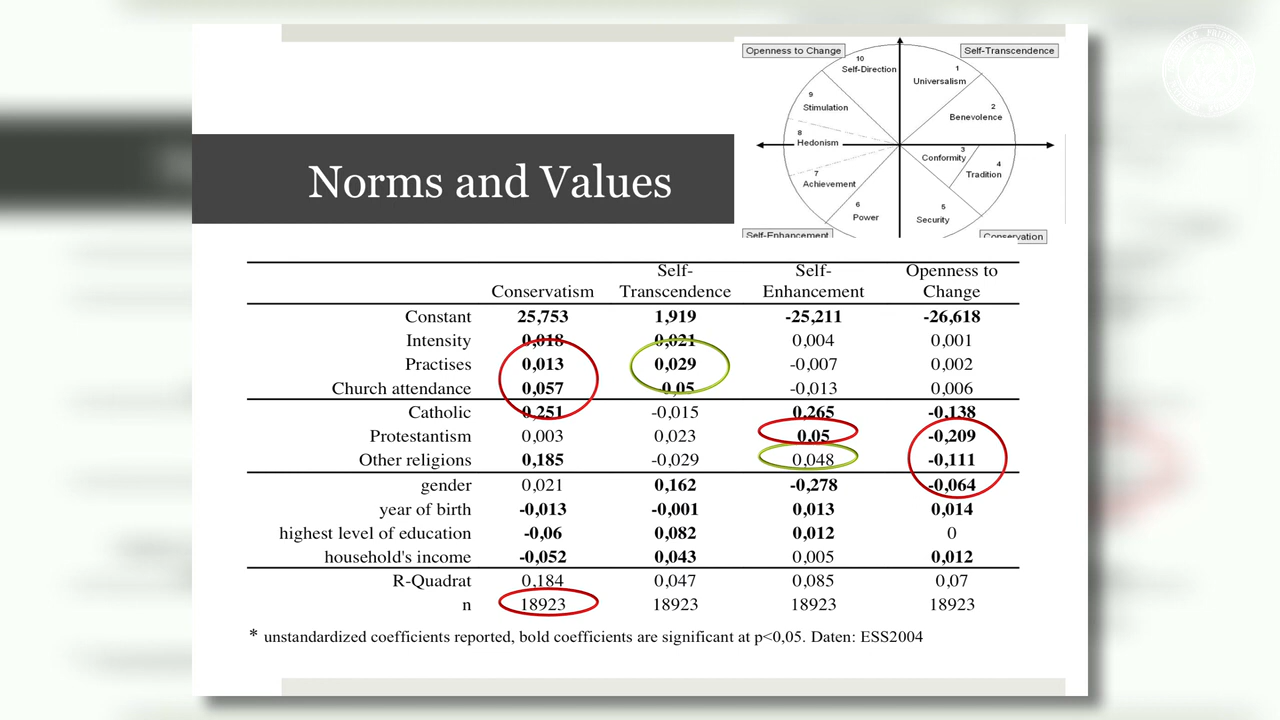 Openness to Change
Self-Transcendence
10
Self-Direction
1
Universalism
9
Stimulation
2
Benevolence
8
Hedonism
3
Conformity
4
Tradition
7
Achievement
6
Power
5
Security
Self-Enhancement
Conservation
Norms and Values
Conservatism Self-Transcendence Self-Enhancement Openness to Change
Constant 25,753 1,919 -25,211 -26,618
Intensity 0,018 0,021 0,004 0,001
Practises 0,013 0,029 -0,007 0,002
Church attendance 0,057 0,05 -0,013 0,006
Catholic 0,251 -0,015 0,265 -0,138
Protestantism 0,003 0,023 0,05 -0,209
Other religions 0,185 -0,029 0,048 -0,111
gender 0,021 0,162 -0,278 -0,064
year of birth -0,013 -0,001 0,013 0,014
highest level of education -0,06 0,082 0,012 0
household's income -0,052 0,043 0,005 0,012
R-Quadrat 0,184 0,047 0,085 0,07
n 18923 18923 18923 18923
* unstandardized coefficients reported, bold coefficients are significant at p<0,05. Daten: ESS2004